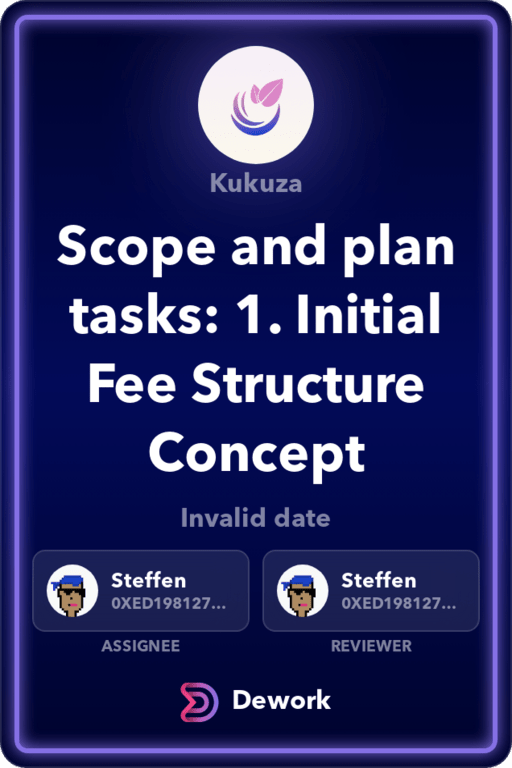 Kukuza
Scope and plan
tasks: 1. Initial
Fee Structure
Concept
Invalid date
Steffen
0XED198127...
Steffen
0XED198127...
ASSIGNEE
REVIEWER
Dework